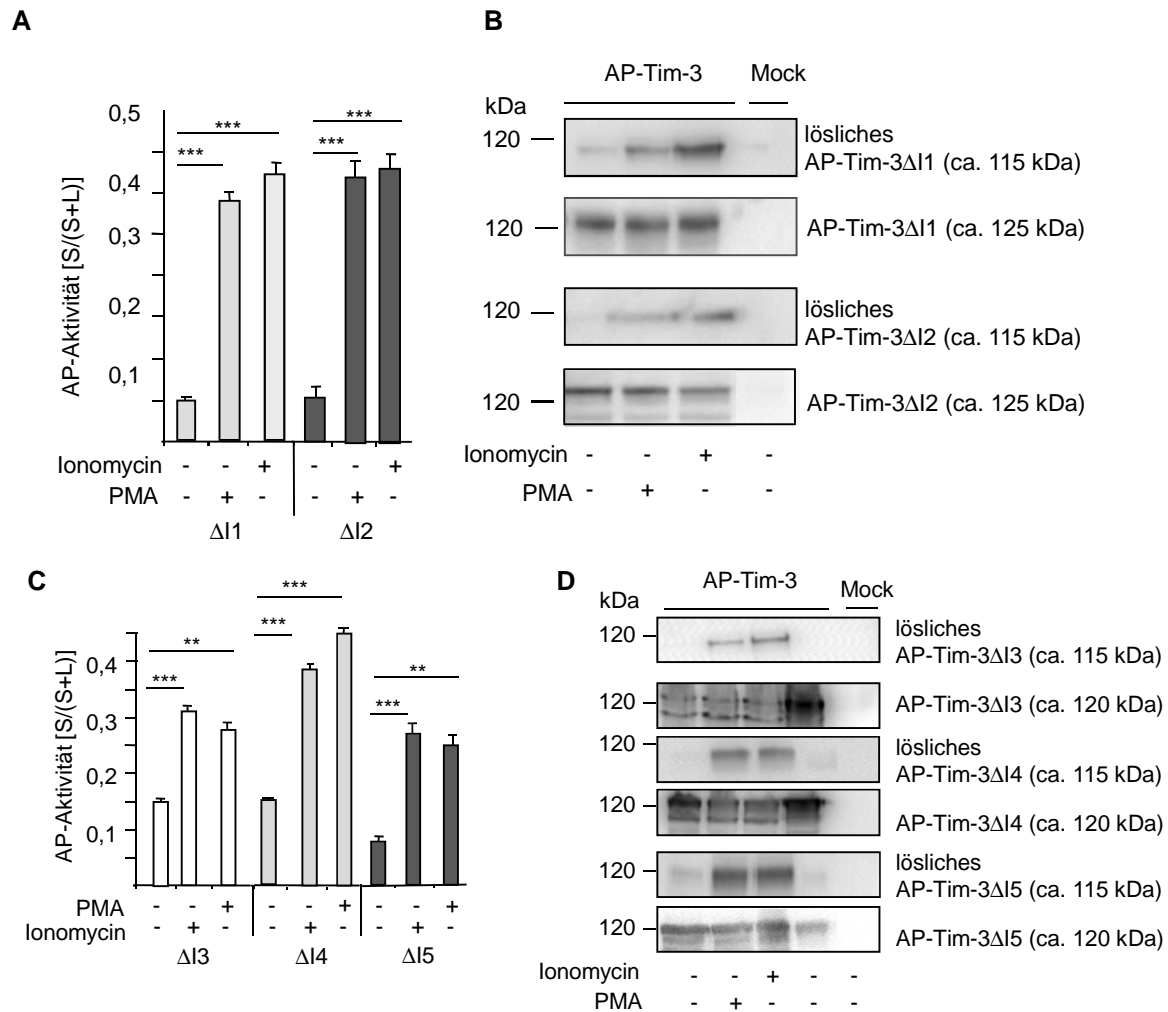 A
AP-Aktivität [S/(S+L)]
0,5
0,4
0,3
0,2
0,1
*** ***
*** ***
Ionomycin - - + - - +
PMA - + - - + -
ΔI1 ΔI2
B
AP-Tim-3 Mock
kDa
120
lösliches
AP-Tim-3ΔI1 (ca. 115 kDa)
120
AP-Tim-3ΔI1 (ca. 125 kDa)
120
lösliches
AP-Tim-3ΔI2 (ca. 115 kDa)
120
AP-Tim-3ΔI2 (ca. 125 kDa)
Ionomycin - - + -
PMA - + - -
C
AP-Aktivität [S/(S+L)]
0,4
0,3
0,2
0,1
***
*** **
** ***
***
PMA - - + - - + - - +
Ionomycin - + - - + - - + -
ΔI3 ΔI4 ΔI5
D
AP-Tim-3 Mock
kDa
120
lösliches
AP-Tim-3ΔI3 (ca. 115 kDa)
120
AP-Tim-3ΔI3 (ca. 120 kDa)
120
lösliches
AP-Tim-3ΔI4 (ca. 115 kDa)
120
AP-Tim-3ΔI4 (ca. 120 kDa)
120
lösliches
AP-Tim-3ΔI5 (ca. 115 kDa)
120
AP-Tim-3ΔI5 (ca. 120 kDa)
Ionomycin - - + - -
PMA - + - - -